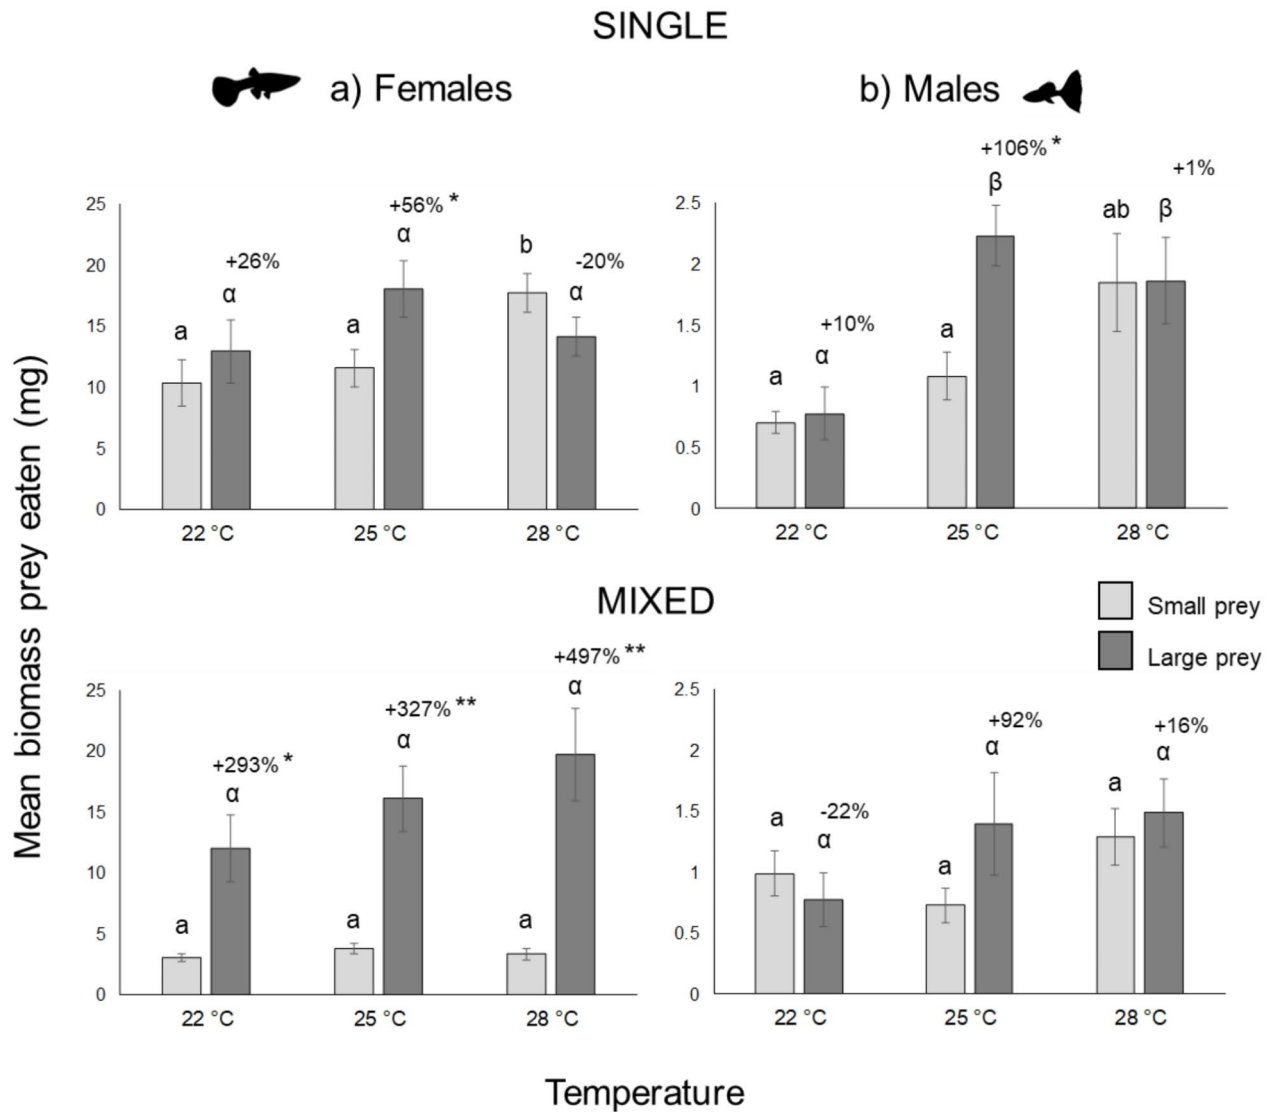 SINGLE
a) Females
b) Males
Mean biomass prey eaten (mg)
25
20
15
10
5
0
a
+26%
α
a
+56% *
α
b
-20%
α
22 °C
25 °C
28 °C
2.5
2
1.5
1
0.5
0
a
+10%
α
a
+106% *
β
ab
+1%
β
22 °C
25 °C
28 °C
MIXED
Small prey
Large prey
25
20
15
10
5
0
a
+293% *
α
a
+327% **
α
a
+497% **
α
22 °C
25 °C
28 °C
2.5
2
1.5
1
0.5
0
a
-22%
α
a
+92%
α
a
+16%
α
22 °C
25 °C
28 °C
Temperature